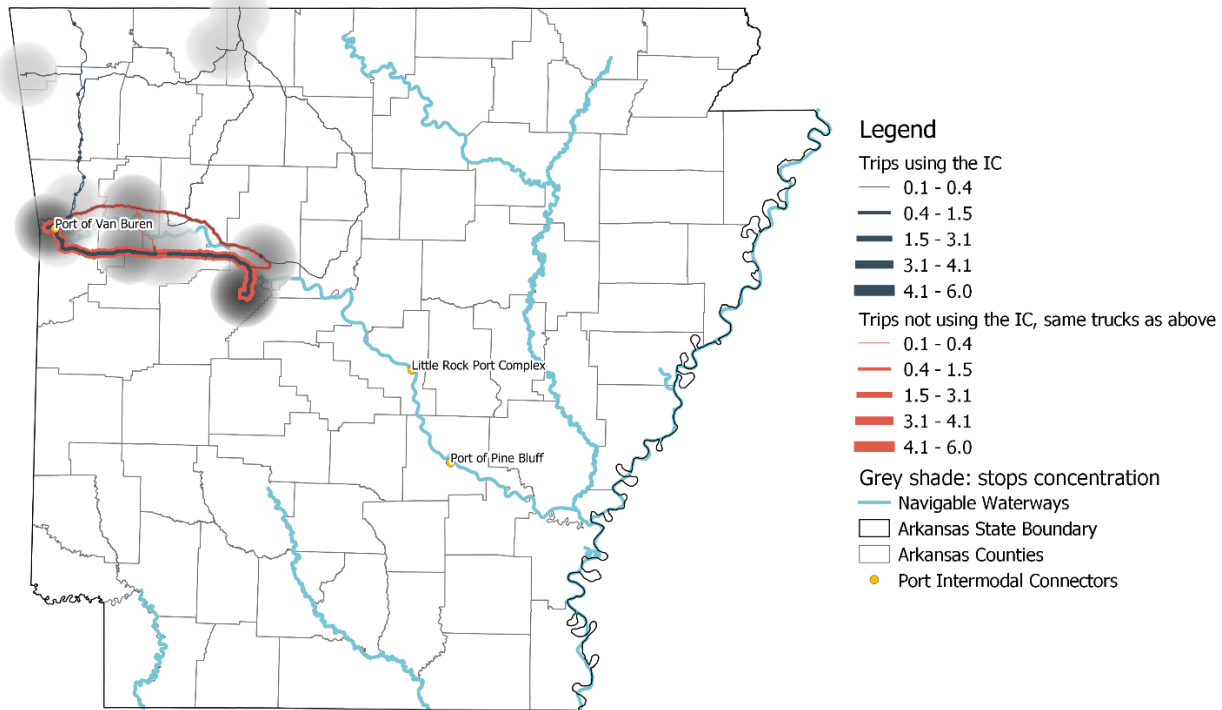 Port of Van Buren
Little Rock Port Complex
Port of Pine Bluff
Legend
Trips using the IC
0.1 - 0.4
0.4 - 1.5
1.5 - 3.1
3.1 - 4.1
4.1 - 6.0
Trips not using the IC, same trucks as above
0.1 - 0.4
0.4 - 1.5
1.5 - 3.1
3.1 - 4.1
4.1 - 6.0
Grey shade: stops concentration
Navigable Waterways
Arkansas State Boundary
Arkansas Counties
Port Intermodal Connectors